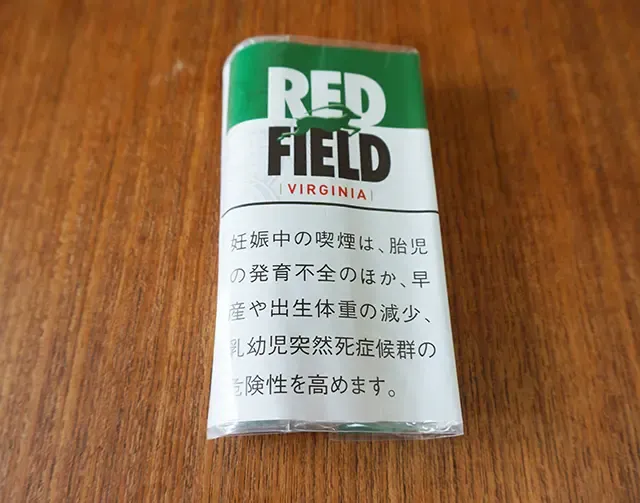 RED
FIELD
VIRGINIA
妊娠中の喫煙は、胎児
の発育不全のほか、早
産や出生体重の減少、
乳幼児突然死症候群の
危険性を高めます。